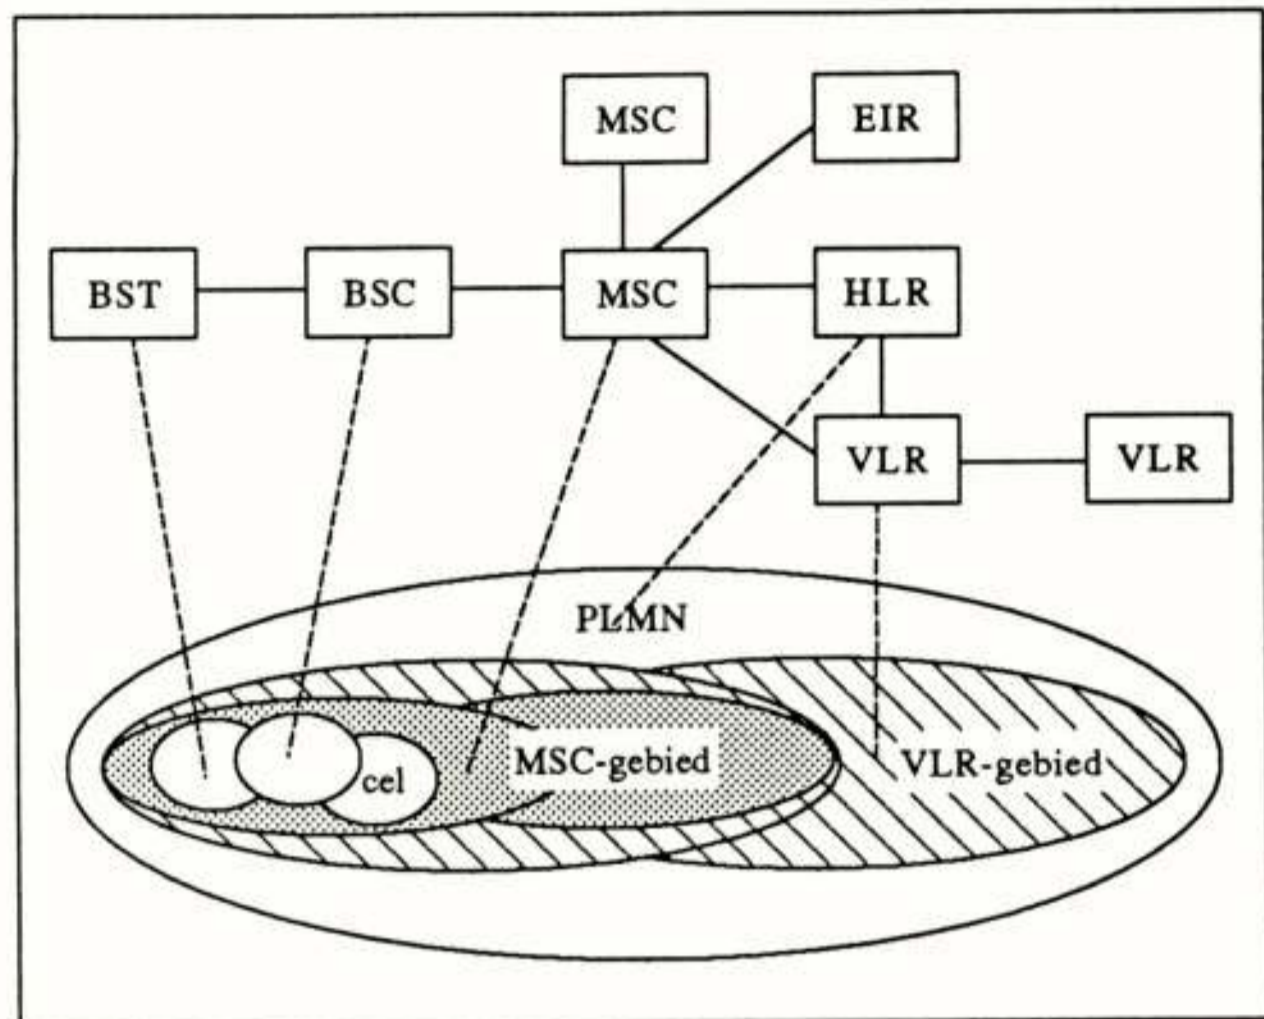 MSC
EIR
BST
BSC
MSC
HLR
VLR
VLR
PLMN
MSC-gebied
VLR-gebied
cel